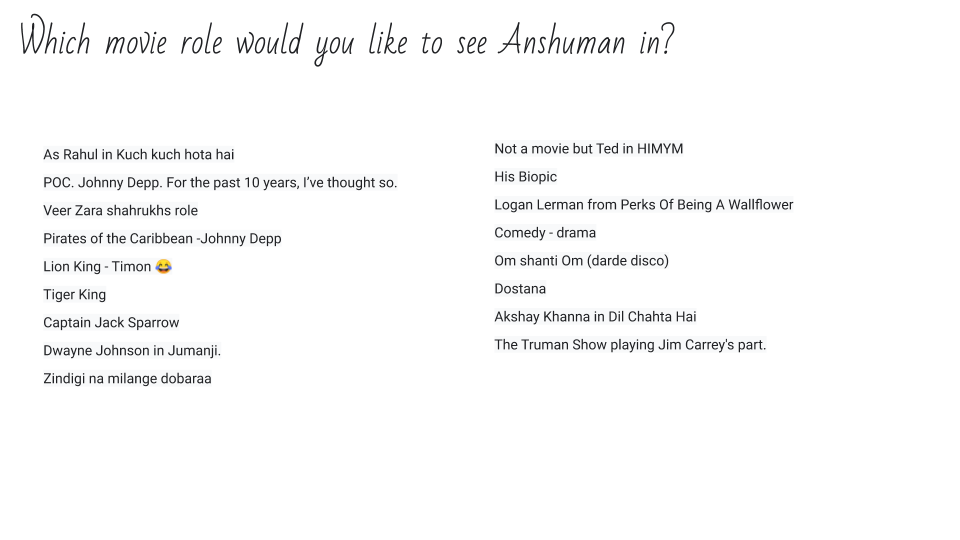 Which movie role would you like to see Anshuman in?
As Rahul in Kuch kuch hota hai
POC. Johnny Depp. For the past 10 years, I've thought so.
Veer Zara shahrukhs role
Pirates of the Caribbean -Johnny Depp
Lion King - Timon 😂
Tiger King
Captain Jack Sparrow
Dwayne Johnson in Jumanji.
Zindigi na milange dobaraa
Not a movie but Ted in HIMYM
His Biopic
Logan Lerman from Perks Of Being A Wallflower
Comedy - drama
Om shanti Om (darde disco)
Dostana
Akshay Khanna in Dil Chahta Hai
The Truman Show playing Jim Carrey's part.